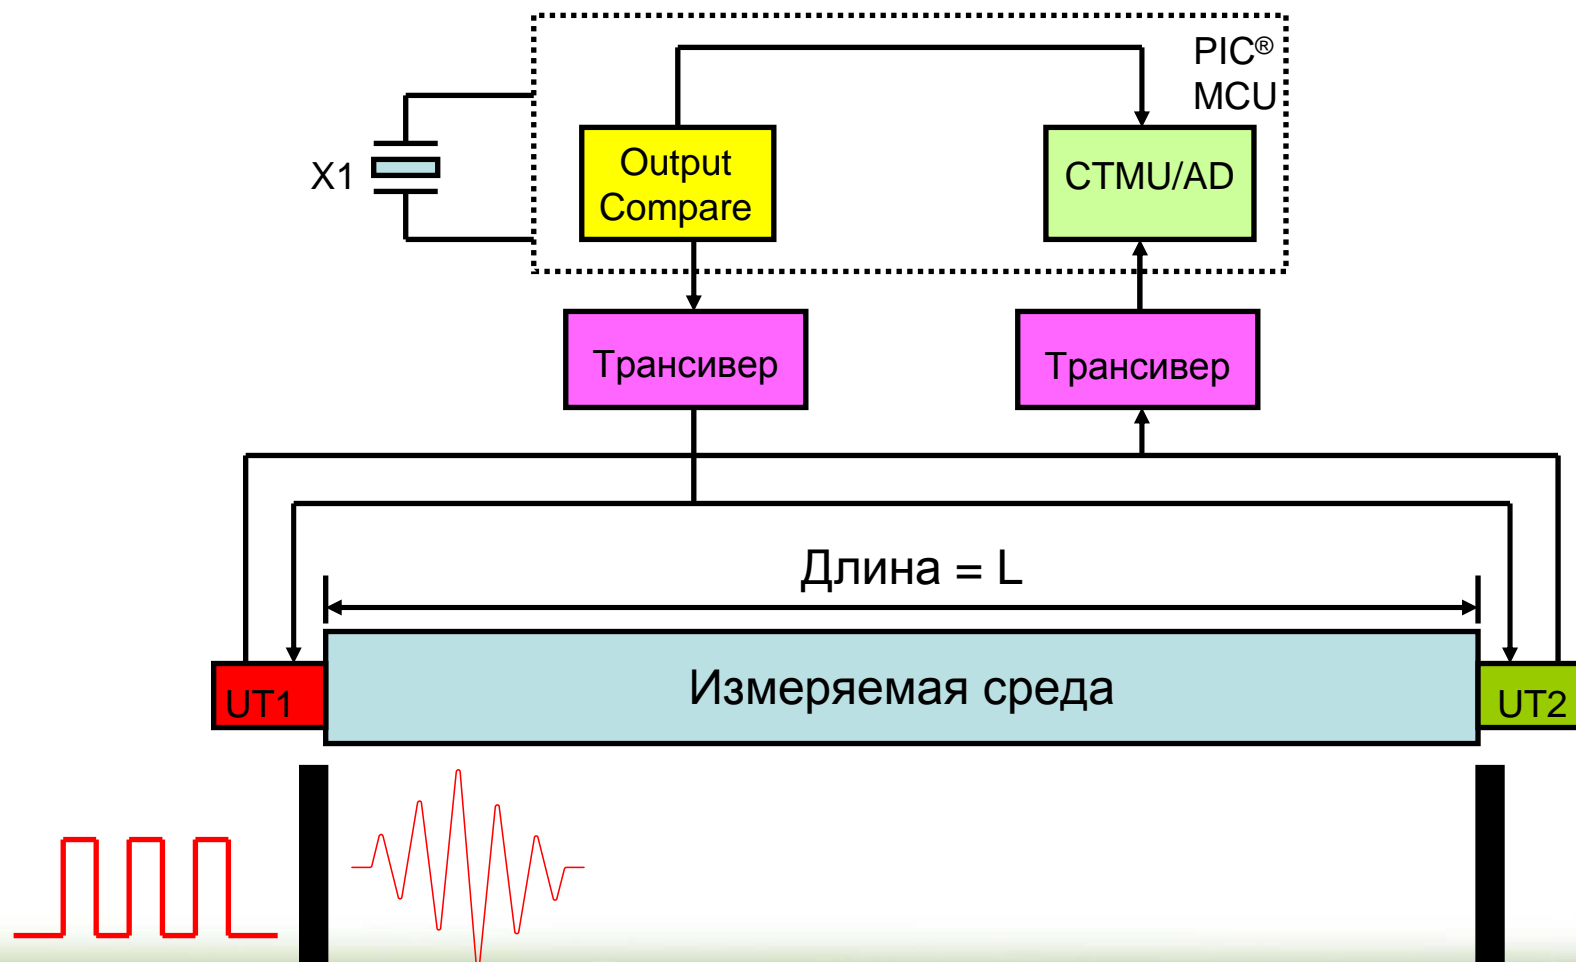 PIC®
MCU
Output
Compare
CTMU/AD
X1
Трансивер
Трансивер
Длина = L
Измеряемая среда
UT1
UT2